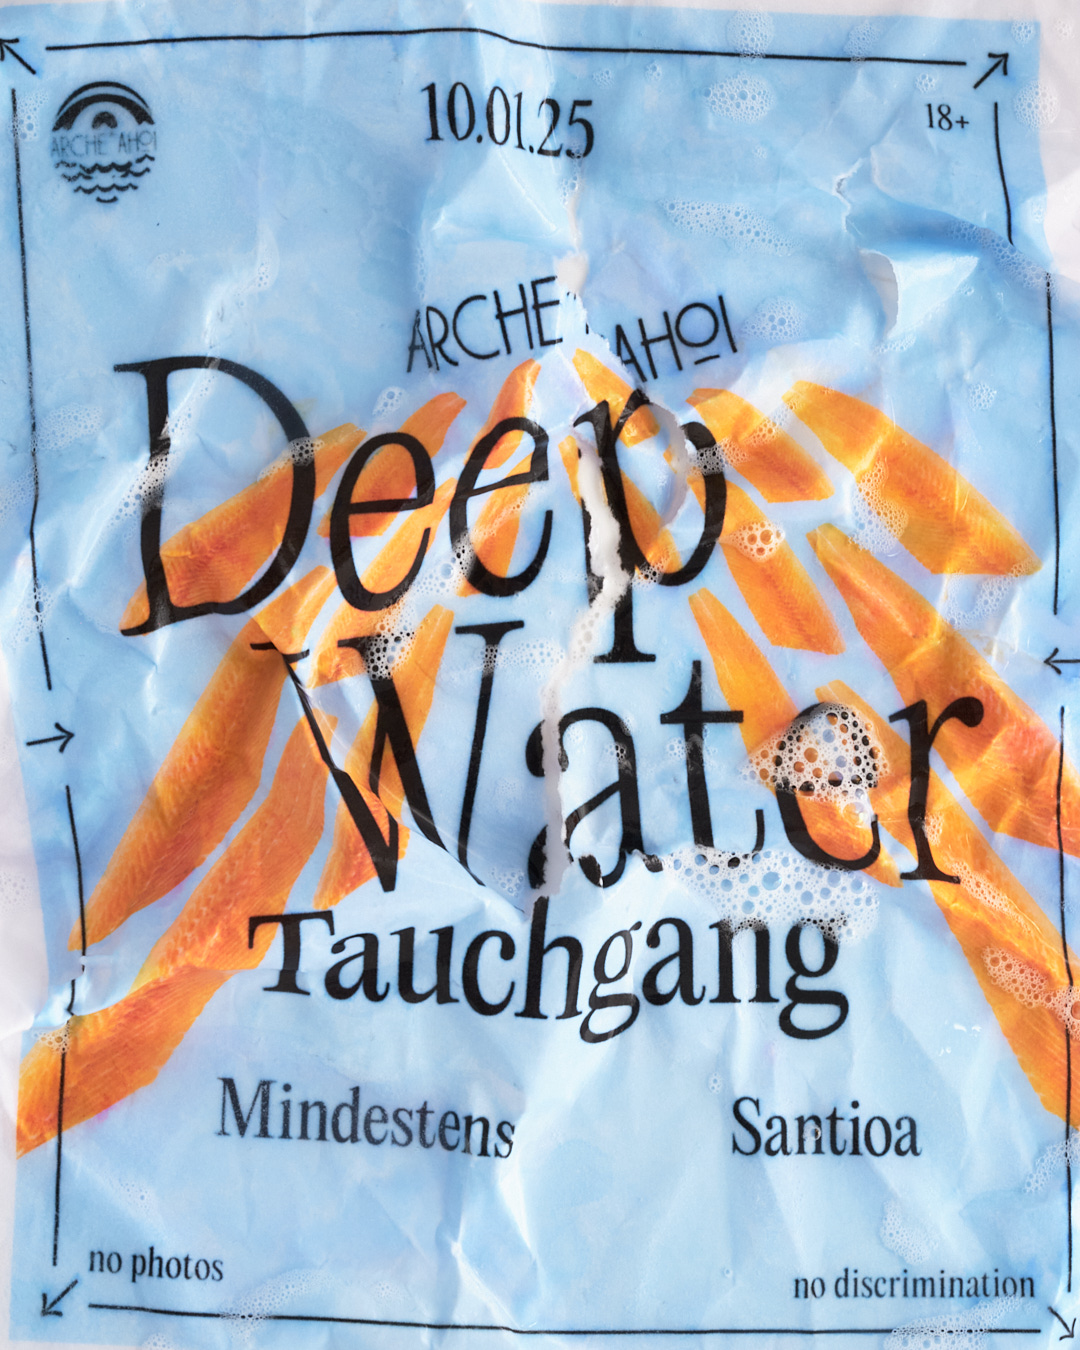 10.01.25
18+
ARCHE AHOI
ARCHE AHOI
Deep
Water
Tauchgang
Mindestens
Santioa
no photos
no discrimination